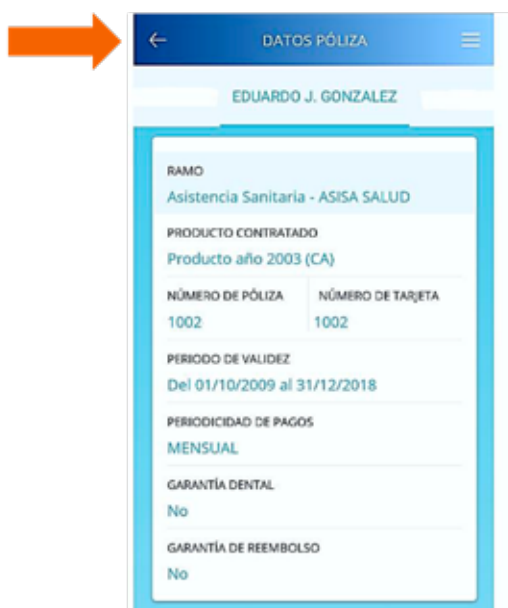 DATOS PÓLIZA
EDUARDO J. GONZALEZ
RAMO
Asistencia Sanitaria - ASISA SALUD
PRODUCTO CONTRATADO
Producto año 2003 (CA)
NÚMERO DE PÓLIZA NÚMERO DE TARJETA
1002 1002
PERIODO DE VALIDEZ
Del 01/10/2009 al 31/12/2018
PERIODICIDAD DE PAGOS
MENSUAL
GARANTÍA DENTAL
No
GARANTÍA DE REEMBOLSO
No